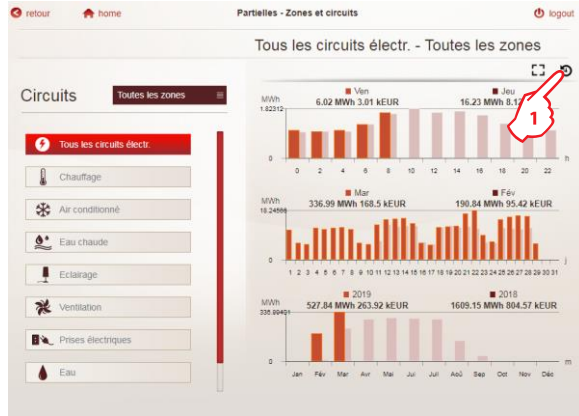 retour home Partielles - Zones et circuits logout
Tous les circuits électr. - Toutes les zones
Circuits Toutes les zones
Tous les circuits électr.
Chauffage
Air conditionné
Eau chaude
Eclairage
Ventilation
Prises électriques
Eau
1
MWh Ven Jeu
6.02 MWh 3.01 kEUR 16.23 MWh 8.12
1.82312
0
0 2 4 6 8 10 12 14 16 18 20 22 h
MWh Mar Fév
336.99 MWh 168.5 kEUR 190.84 MWh 95.42 kEUR
0
1 2 3 4 5 6 7 8 9 10 11 12 13 14 15 16 17 18 19 20 21 22 23 24 25 26 27 28 29 30 31 j
MWh 2019 2018
527.84 MWh 263.92 kEUR 1609.15 MWh 804.57 kEUR
0
Jan Fév Mar Avr Mai Jui Juil Aoû Sep Oct Nov Déc m